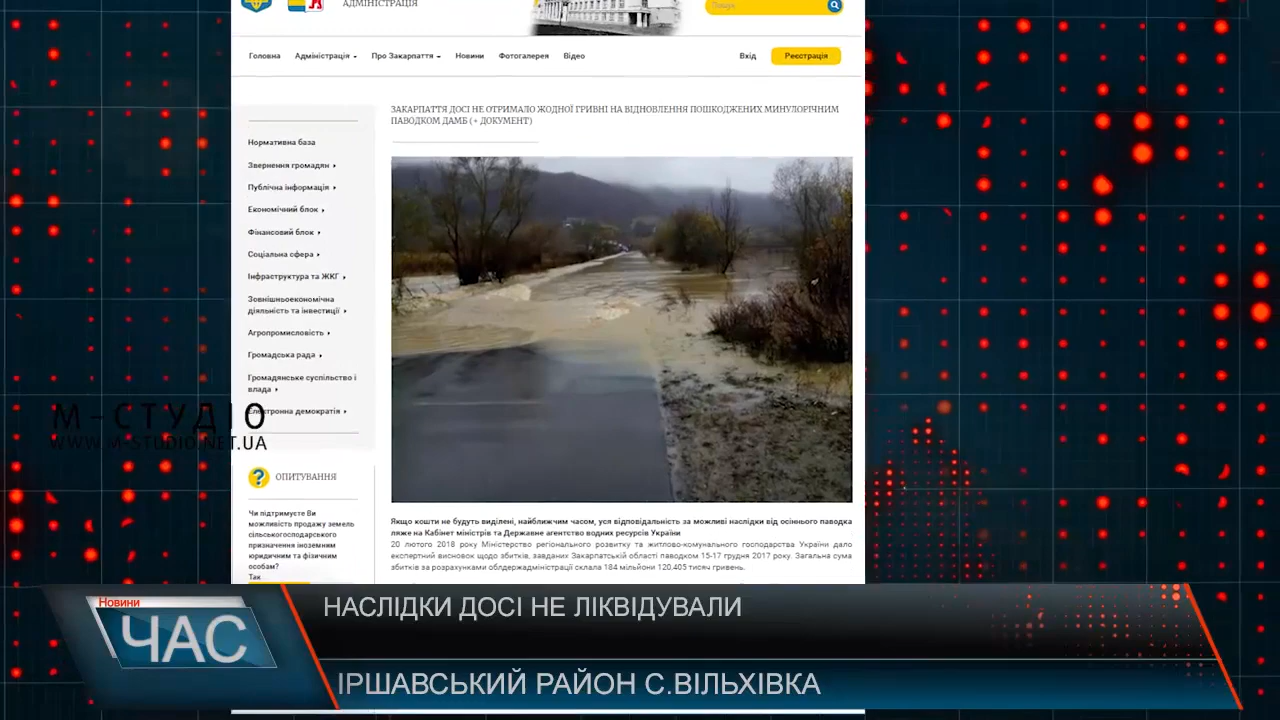 АДМІНІСТРАЦІЯ
Пошук
Головна Адміністрація Про Закарпаття Новини Фотогалерея Відео Вхід Реєстрація
ЗАКАРПАТТЯ ДОСІ НЕ ОТРИМАЛО ЖОДНОЇ ГРИВНІ НА ВІДНОВЛЕННЯ ПОШКОДЖЕНИХ МИНУЛОРІЧНИМ
ПАВОДКОМ ДАМБ (+ ДОКУМЕНТ)
Нормативна база
Звернення громадян
Публічна інформація
Економічний блок
Фінансовий блок
Соціальна сфера
Інфраструктура та ЖКГ
Зовнішньоекономічна
діяльність та інвестиції
Агропромисловість
Громадська рада
Громадянське суспільство і
влада
Електронна демократія
М-СТУДІО
WWW.M-STUDIO.NET.UA
ОПИТУВАННЯ
Чи підтримуєте Ви
можливість продажу земель
сільськогосподарського
призначення іноземним
юридичним та фізичним
особам?
Так
Якщо кошти не будуть виділені, найближчим часом, уся відповідальність за можливі наслідки від осіннього паводка
ляже на Кабінет міністрів та Державне агентство водних ресурсів України
20 лютого 2018 року Міністерство регіонального розвитку та житлово-комунального господарства України дало
експертний висновок щодо збитків, завданих Закарпатській області паводком 15-17 грудня 2017 року. Загальна сума
збитків за розрахунками облдержадміністрації склала 184 мільйони 120,405 тисяч гривень.
Новини
ЧАС
НАСЛІДКИ ДОСІ НЕ ЛІКВІДУВАЛИ
ІРШАВСЬКИЙ РАЙОН С.ВІЛЬХІВКА